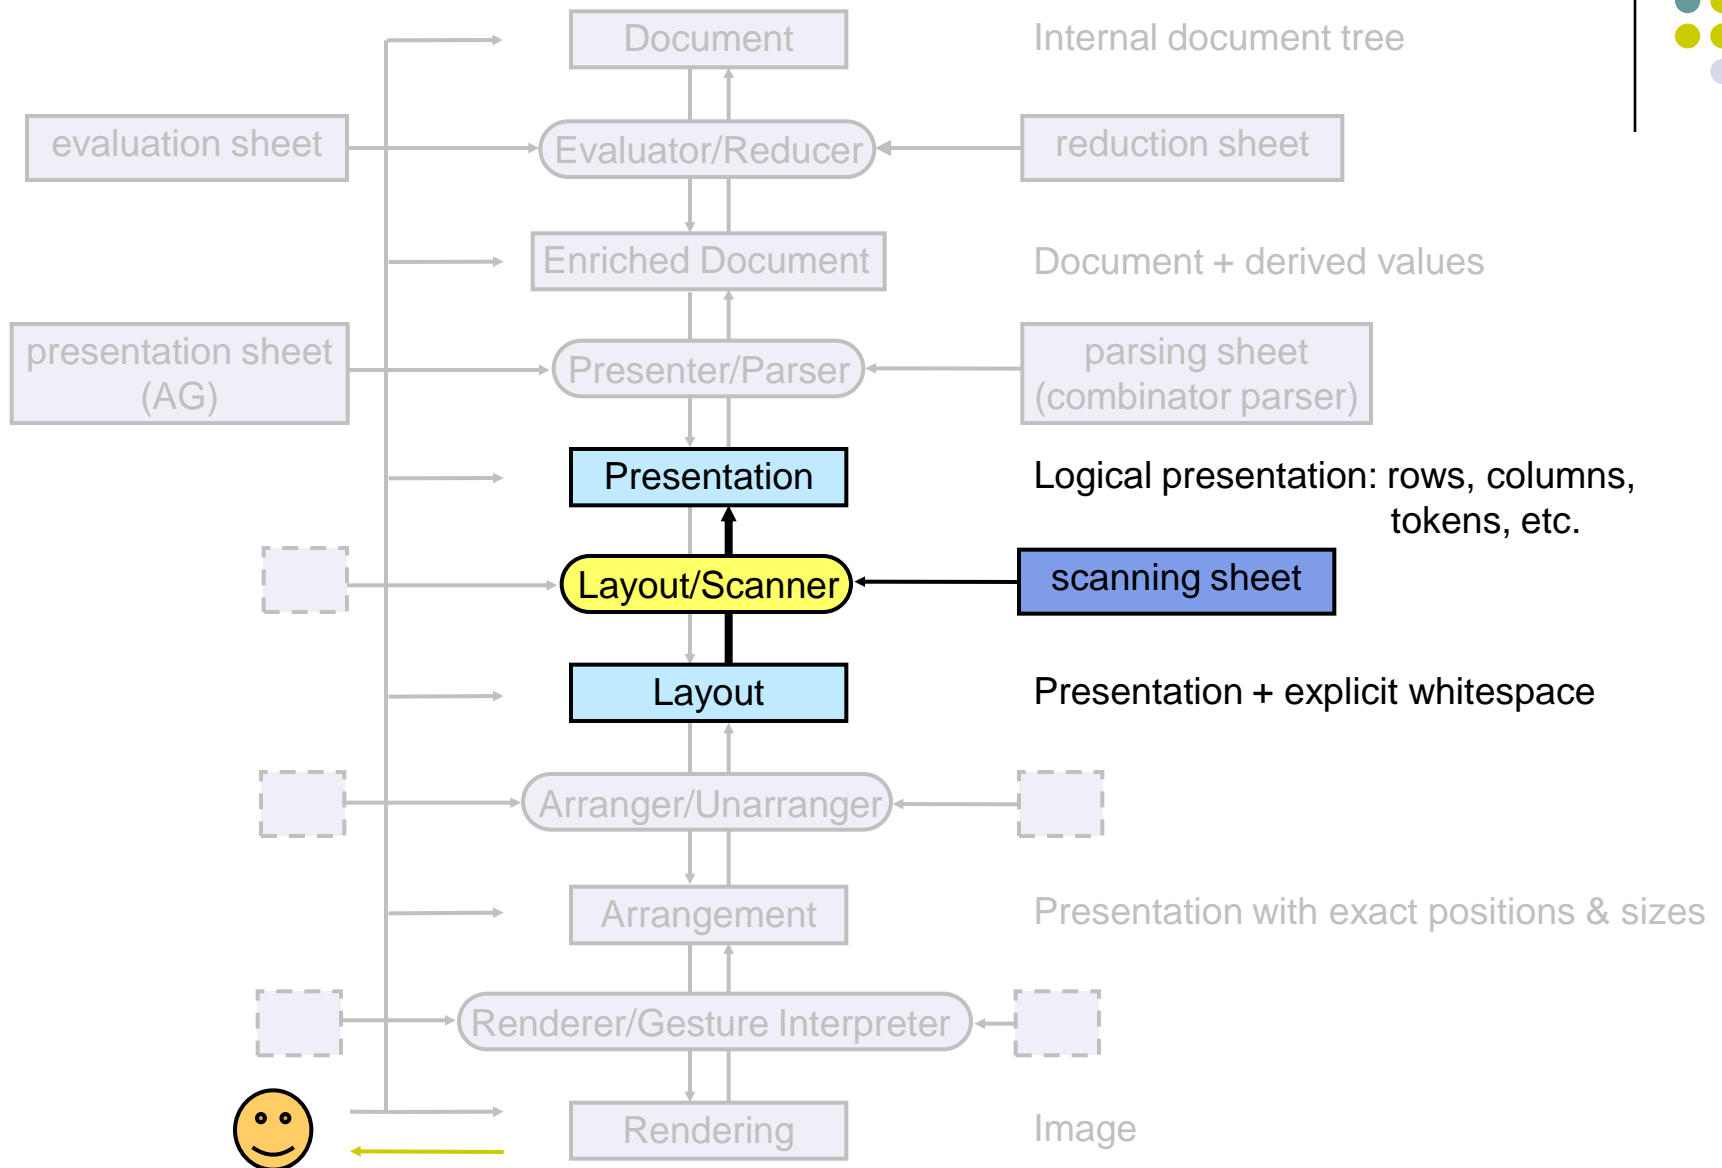 Document
Internal document tree
evaluation sheet
Evaluator/Reducer
reduction sheet
Enriched Document
Document + derived values
presentation sheet
(AG)
Presenter/Parser
parsing sheet
(combinator parser)
Presentation
Logical presentation: rows, columns,
tokens, etc.
Layout/Scanner
scanning sheet
Layout
Presentation + explicit whitespace
Arranger/Unarranger
Arrangement
Presentation with exact positions & sizes
Renderer/Gesture Interpreter
Rendering
Image